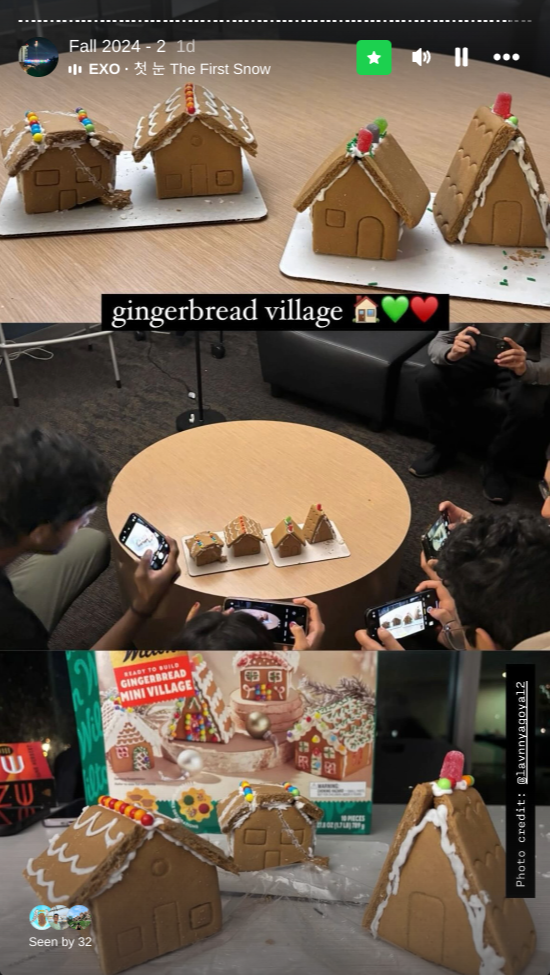 Fall 2024 - 2 1d
EXO · 첫 눈 The First Snow
gingerbread village 🏠💚❤️
READY TO BUILD
GINGERBREAD
MINI VILLAGE
Photo credit: @lavnnyagoyal2
Seen by 32